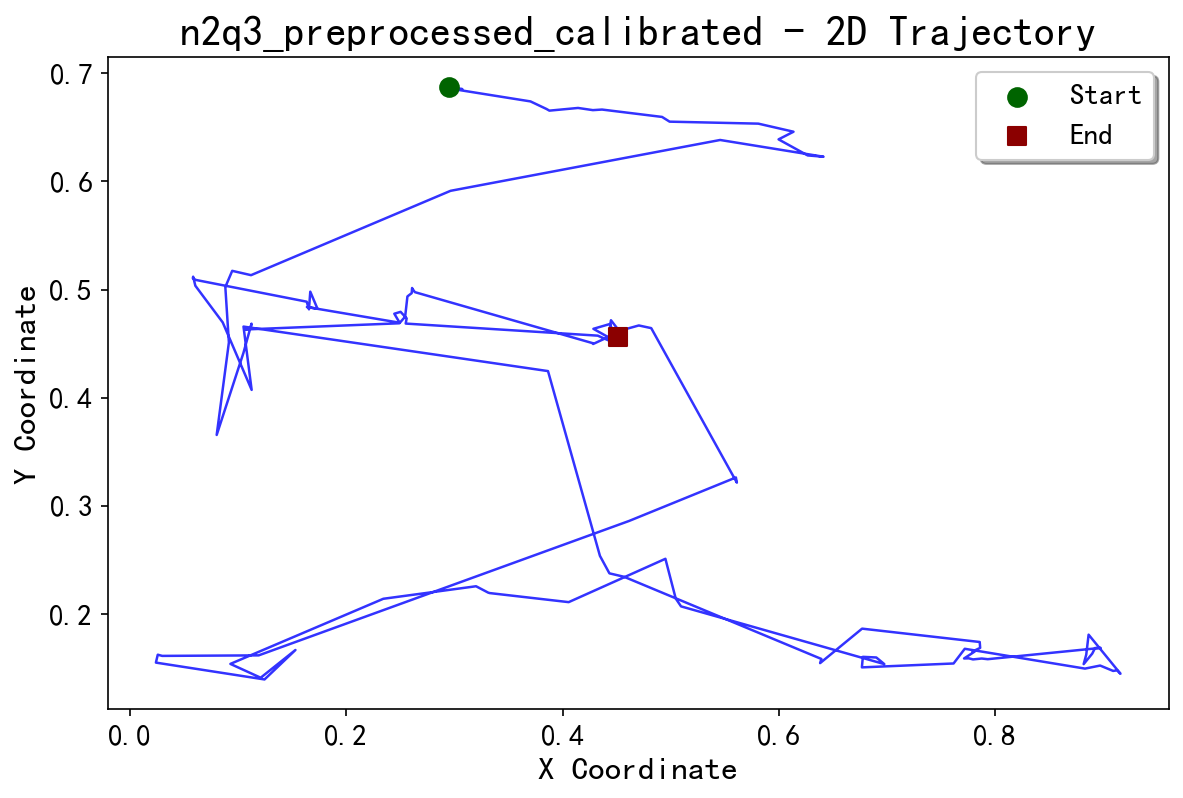 n2q3_preprocessed_calibrated - 2D Trajectory
Start
End
Y Coordinate
0.7
0.6
0.5
0.4
0.3
0.2
0.0 0.2 0.4 0.6 0.8
X Coordinate